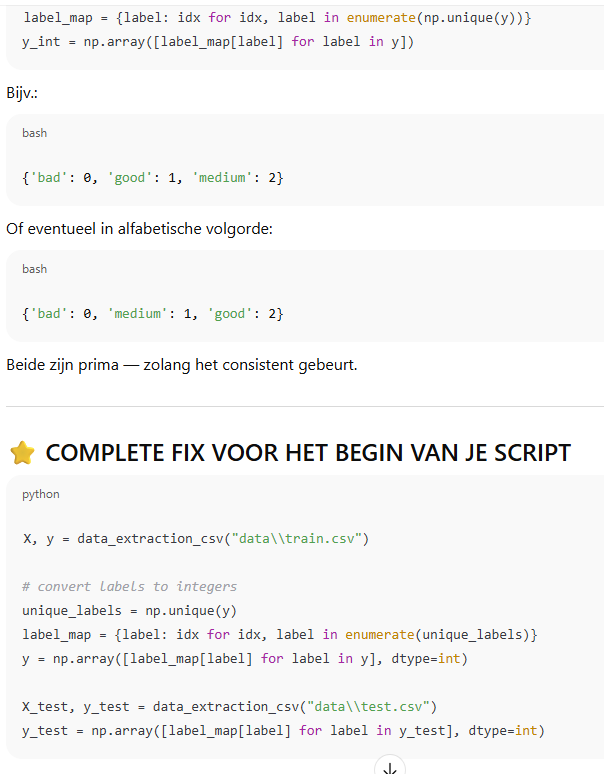 label_map = {label: idx for idx, label in enumerate(np.unique(y))}
y_int = np.array([label_map[label] for label in y])
Bijv.:
bash
{'bad': 0, 'good': 1, 'medium': 2}
Of eventueel in alfabetische volgorde:
bash
{'bad': 0, 'medium': 1, 'good': 2}
Beide zijn prima — zolang het consistent gebeurt.
⭐ COMPLETE FIX VOOR HET BEGIN VAN JE SCRIPT
python
X, y = data_extraction_csv("data\\train.csv")
# convert labels to integers
unique_labels = np.unique(y)
label_map = {label: idx for idx, label in enumerate(unique_labels)}
y = np.array([label_map[label] for label in y], dtype=int)
X_test, y_test = data_extraction_csv("data\\test.csv")
y_test = np.array([label_map[label] for label in y_test], dtype=int)